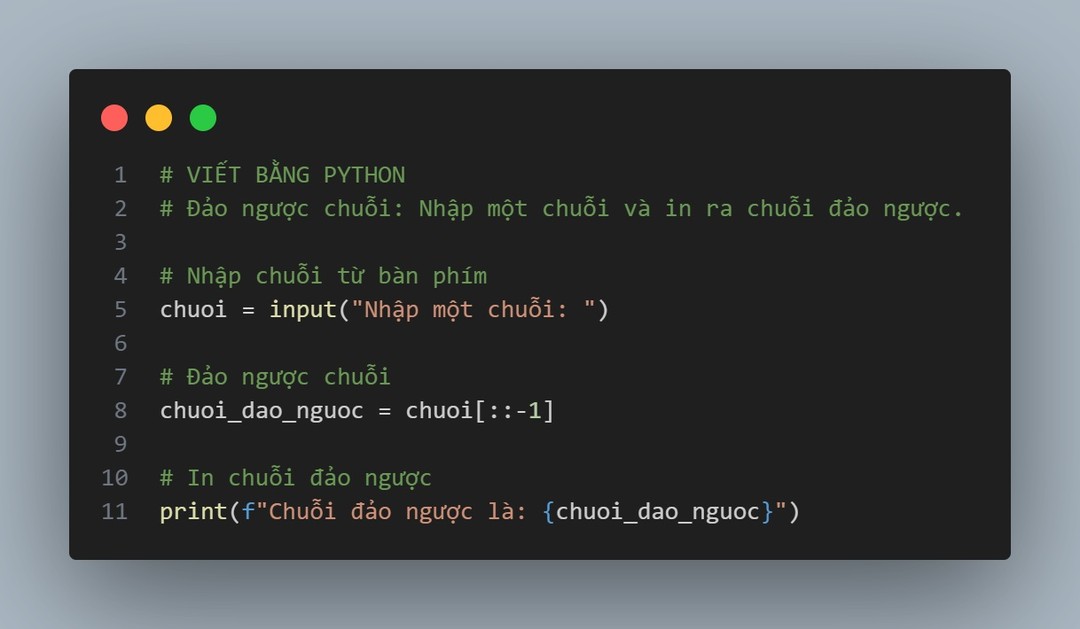 1 # VIẾT BẰNG PYTHON
2 # Đảo ngược chuỗi: Nhập một chuỗi và in ra chuỗi đảo ngược.
3
4 # Nhập chuỗi từ bàn phím
5 chuoi = input("Nhập một chuỗi: ")
6
7 # Đảo ngược chuỗi
8 chuoi_dao_nguoc = chuoi[::-1]
9
10 # In chuỗi đảo ngược
11 print(f"Chuỗi đảo ngược là: {chuoi_dao_nguoc}")